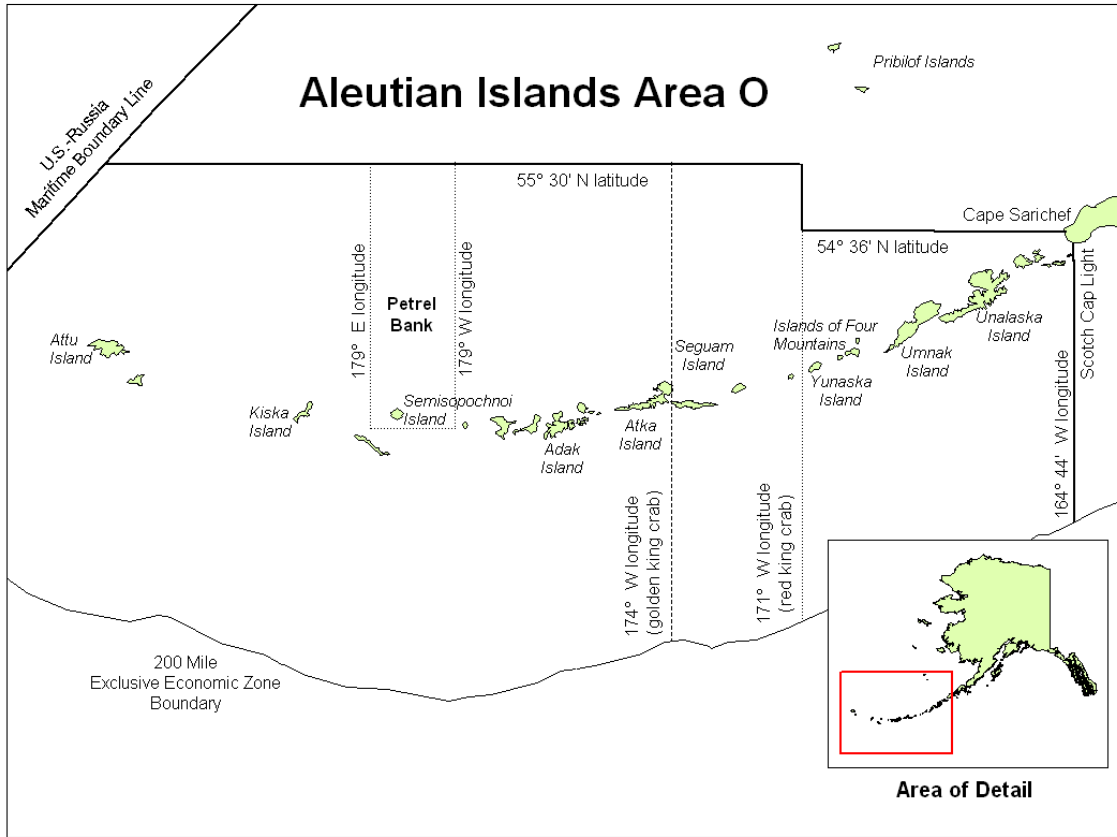 Pribilof Islands
Aleutian Islands Area O
U.S.-Russia
Maritime Boundary Line
55° 30' N latitude
Cape Sarichef
54° 36' N latitude
179° E longitude
Petrel
Bank
179° W longitude
Scotch Cap Light
164° 44' W longitude
Attu
Island
Kiska
Island
Semisopochnoi
Island
Adak
Island
Atka
Island
Seguam
Island
Islands of Four
Mountains
Yunaska
Island
Umnak
Island
Unalaska
Island
174° W longitude
(golden king crab)
171° W longitude
(red king crab)
200 Mile
Exclusive Economic Zone
Boundary
Area of Detail